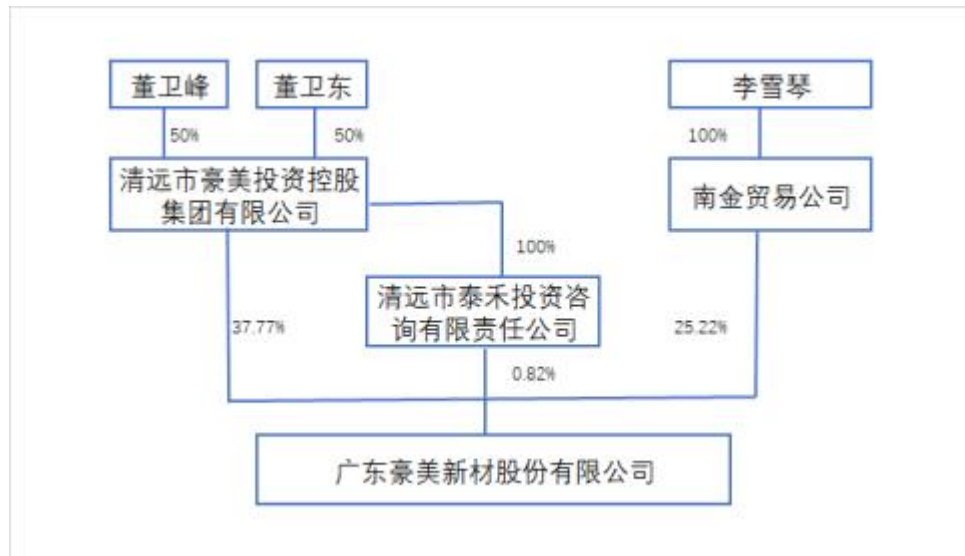 董卫峰
董卫东
李雪琴
50%
50%
100%
清远市豪美投资控股
集团有限公司
南金贸易公司
100%
清远市泰禾投资咨
询有限责任公司
37.77%
25.22%
0.82%
广东豪美新材股份有限公司